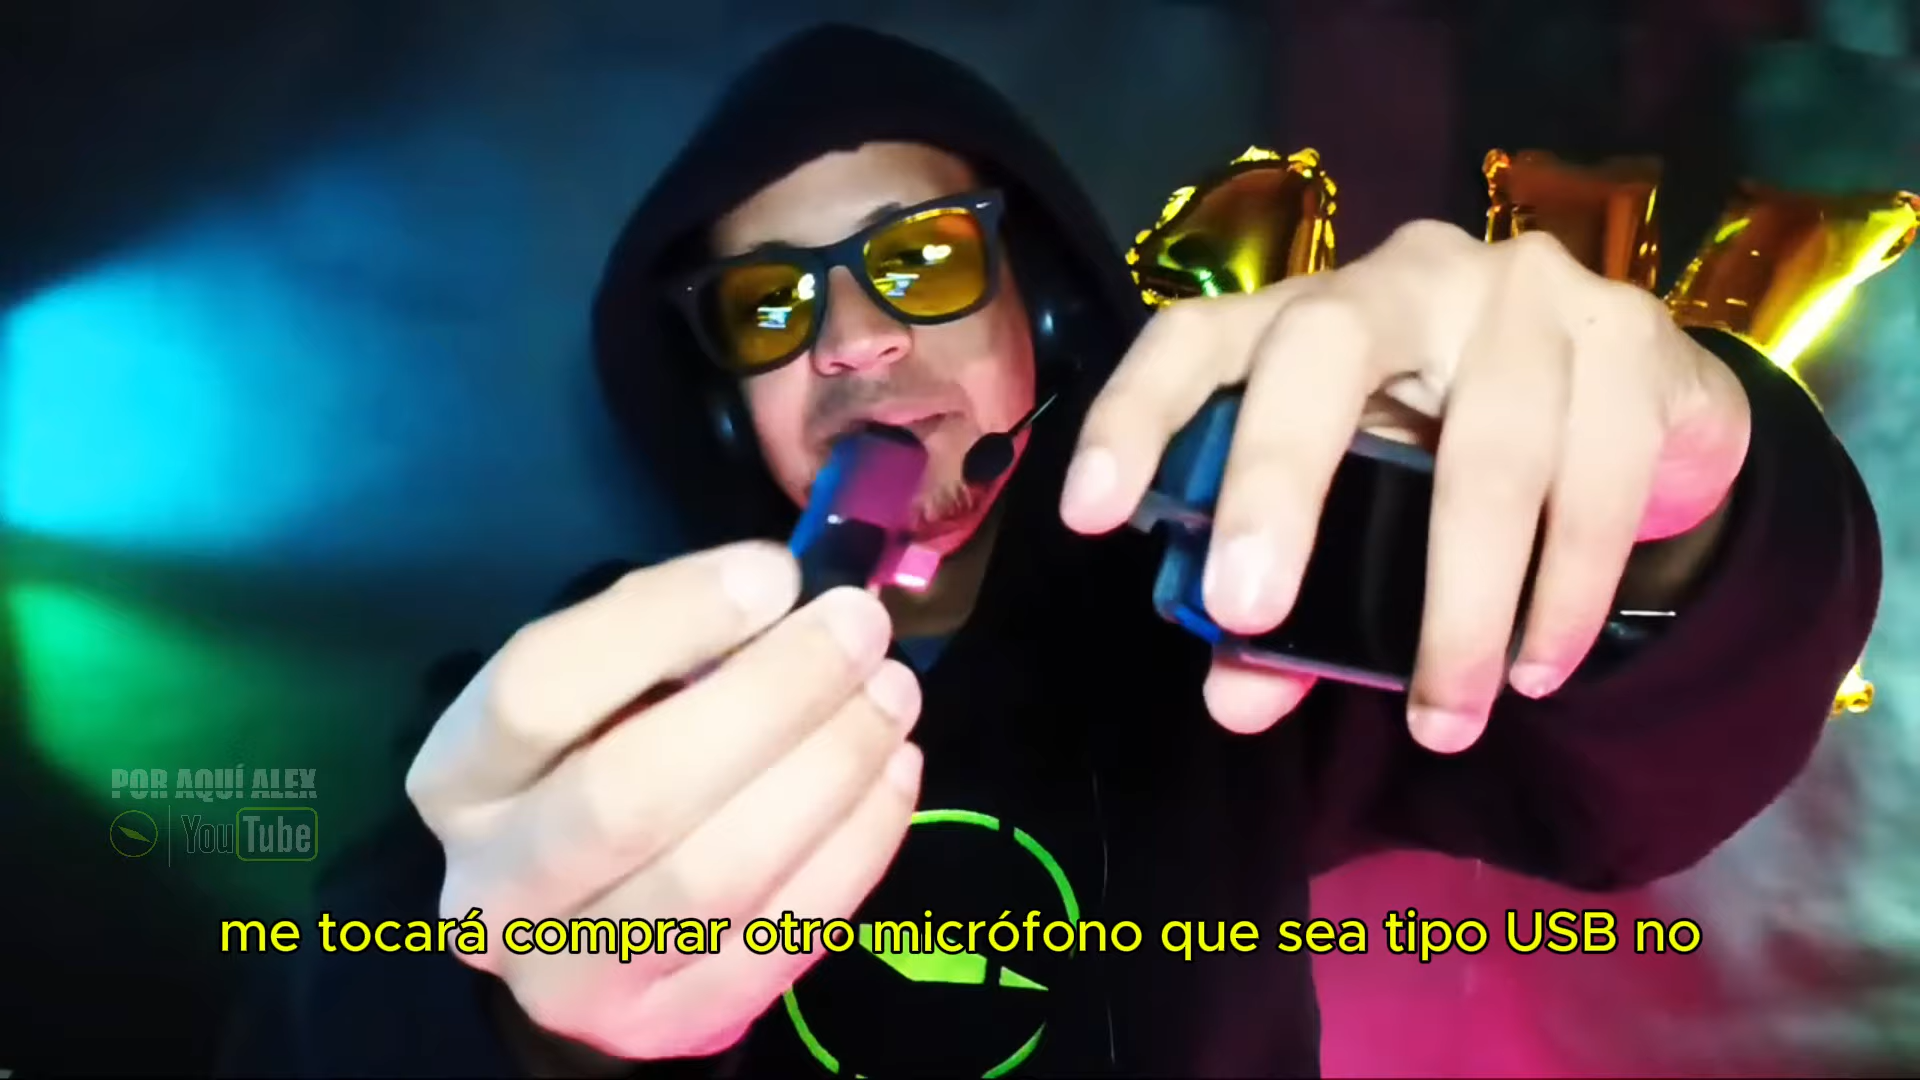 POR AQUÍ ALEX
YouTube
me tocará comprar otro micrófono que sea tipo USB no